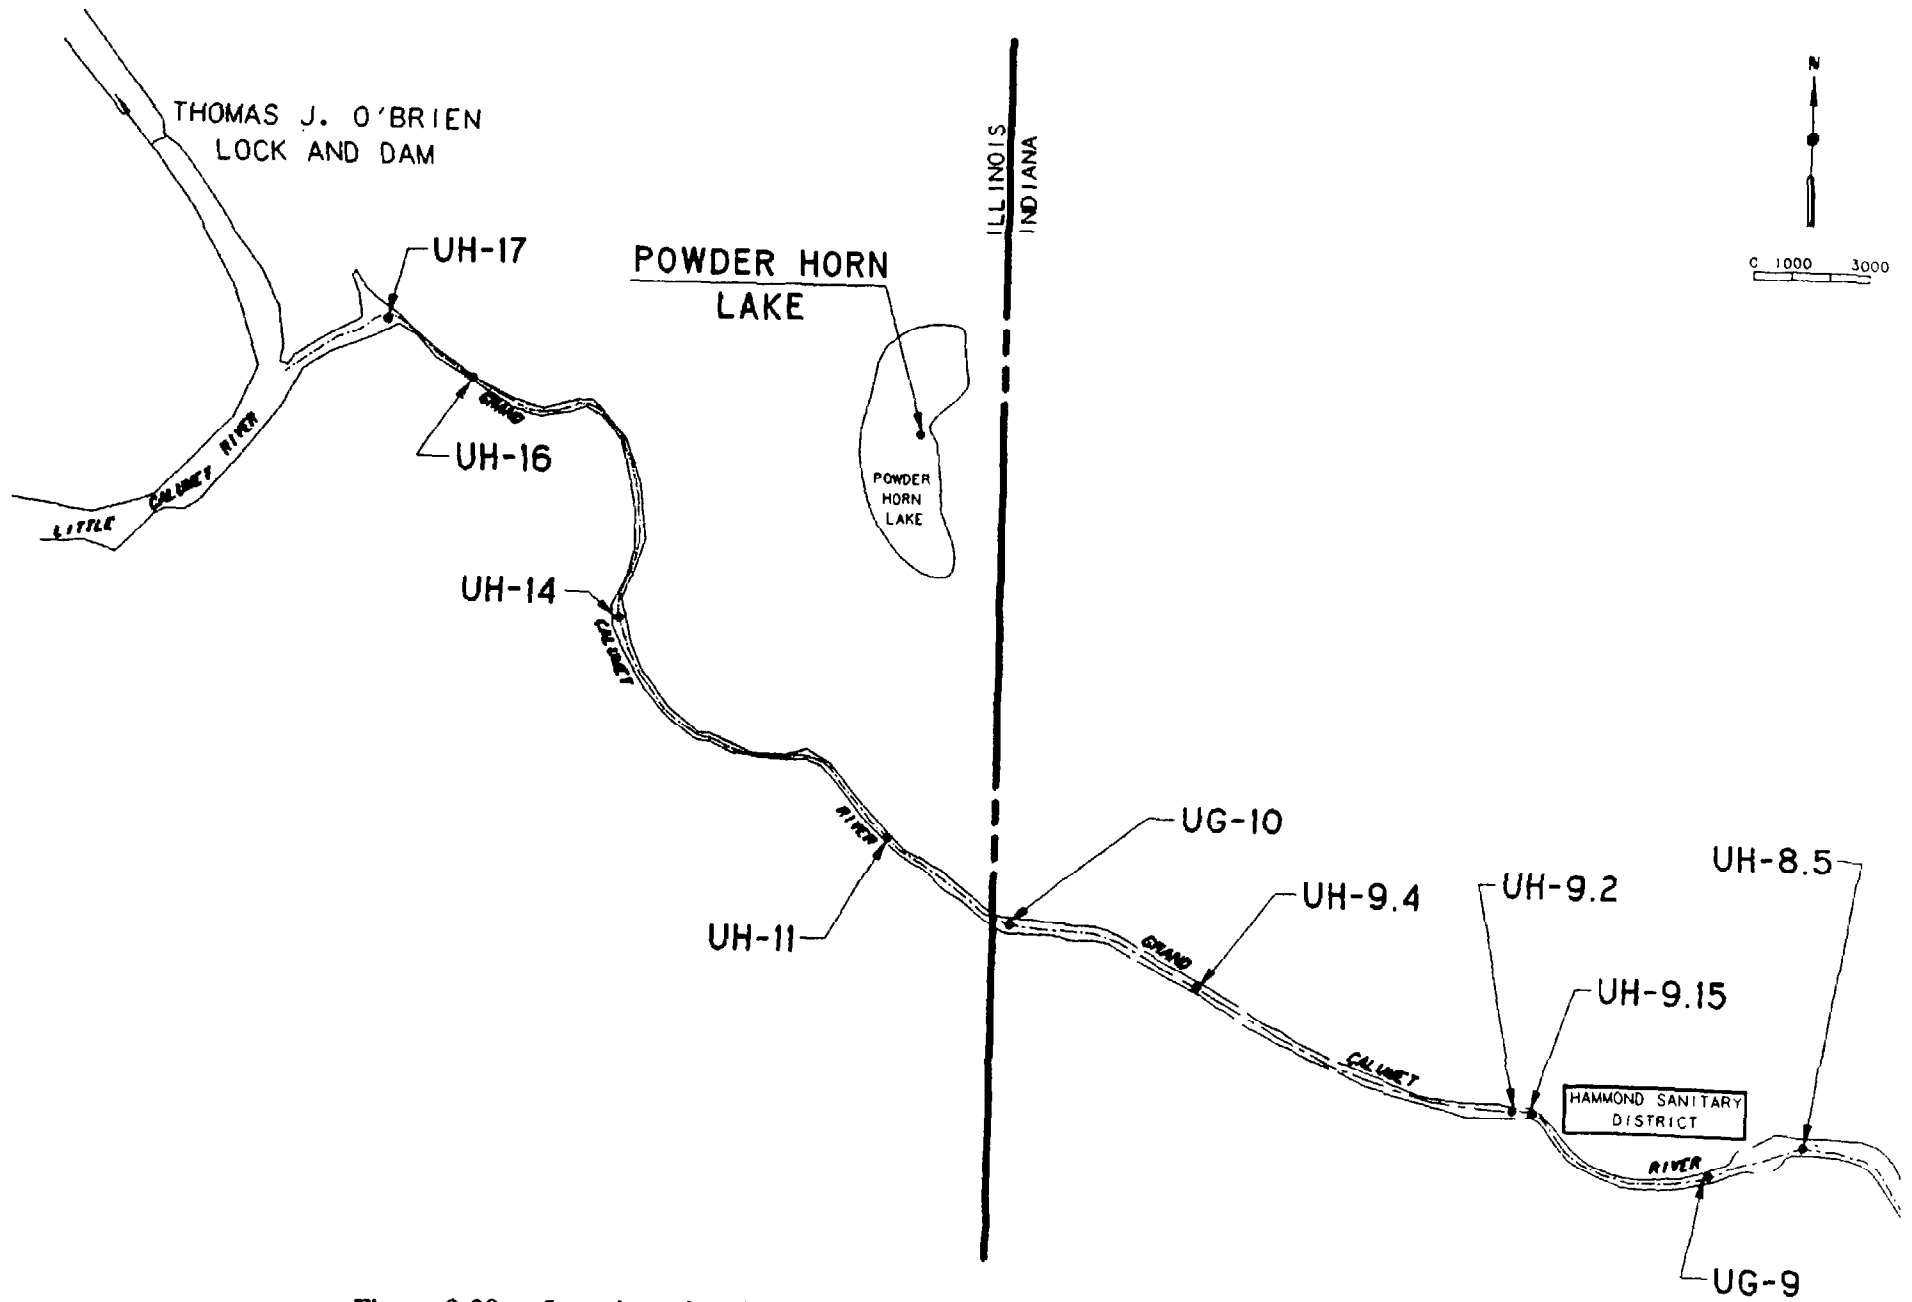 N
THOMAS J. O'BRIEN
LOCK AND DAM
ILLINOIS
INDIANA
UH-17
POWDER HORN
LAKE
0 1000 3000
GRAND
UH-16
LITTLE CALUMET RIVER
POWDER
HORN
LAKE
UH-14
CALUMET
RIVER
UG-10
UH-8.5
UH-9.4
UH-9.2
UH-11
GRAND
UH-9.15
CALUMET
HAMMOND SANITARY
DISTRICT
RIVER
UG-9